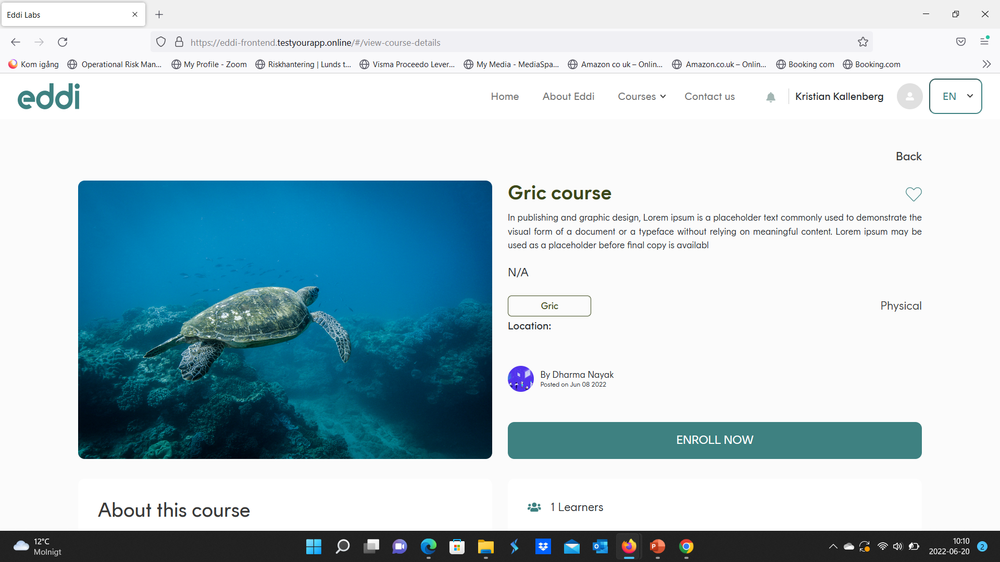 Eddi Labs
https://eddi-frontend.testyourapp.online/#/view-course-details
Kom igång
Operational Risk Man...
My Profile - Zoom
Riskhantering | Lunds t...
Visma Proceedo Lever...
My Media - MediaSpa...
Amazon co uk – Onlin...
Amazon.co.uk – Onlin...
Booking com
Booking.com
eddi
Home
About Eddi
Courses
Contact us
Kristian Kallenberg
EN
Back
Gric course
In publishing and graphic design, Lorem ipsum is a placeholder text commonly used to demonstrate the
visual form of a document or a typeface without relying on meaningful content. Lorem ipsum may be
used as a placeholder before final copy is availabl
N/A
Gric
Physical
Location:
By Dharma Nayak
Posted on Jun 08 2022
ENROLL NOW
About this course
1 Learners
12°C
Molnigt
10:10
2022-06-20
2